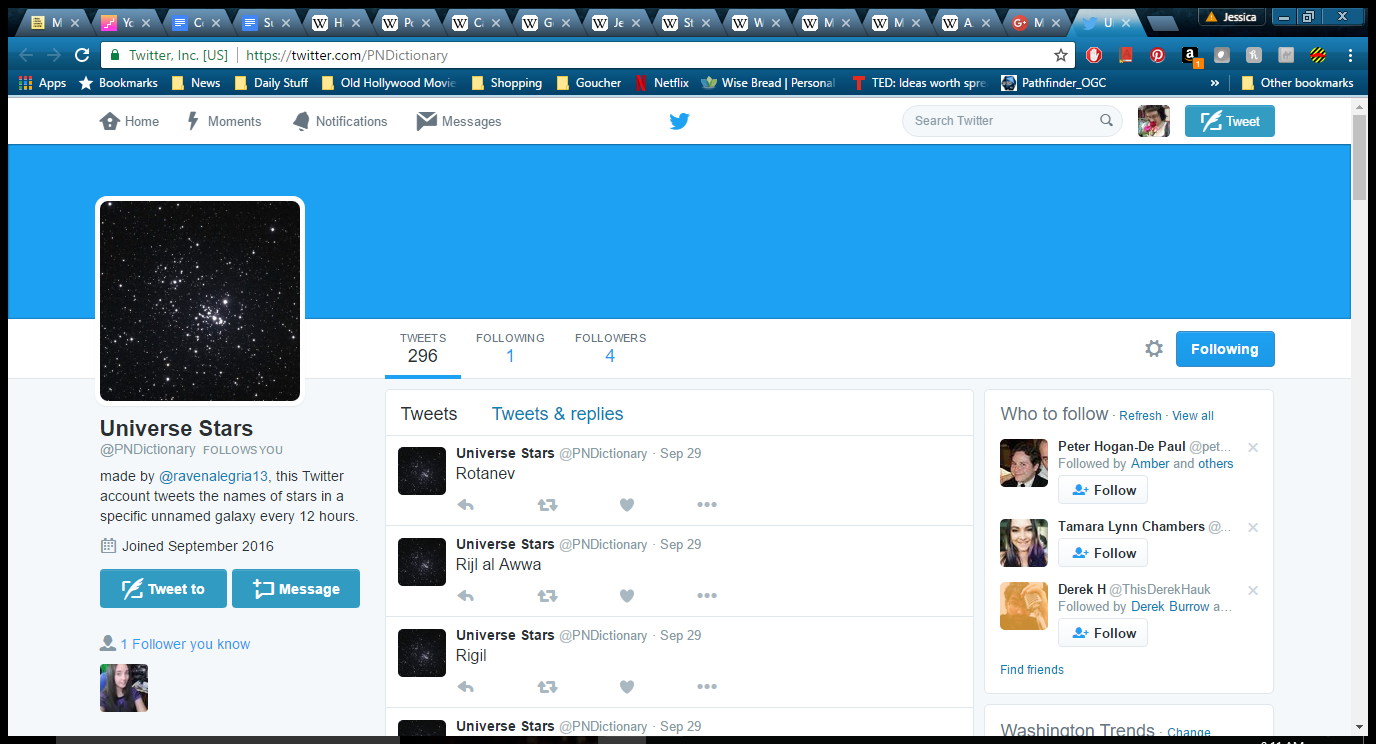 M
Yo
Co
Su
H
Po
Ca
G
Je
St
W
M
M
A
M
U
Jessica
Twitter, Inc. [US] https://twitter.com/PNDictionary
1
Apps Bookmarks News Daily Stuff Old Hollywood Movie Shopping Goucher Netflix Wise Bread | Personal TED: Ideas worth spre Pathfinder_OGC » Other bookmarks
Home Moments Notifications Messages Search Twitter Tweet
TWEETS FOLLOWING FOLLOWERS
296 1 4
Following
Universe Stars
@PNDictionary FOLLOWS YOU
made by @ravenalegria13, this Twitter
account tweets the names of stars in a
specific unnamed galaxy every 12 hours.
Joined September 2016
Tweet to Message
1 Follower you know
Tweets Tweets & replies
Universe Stars @PNDictionary · Sep 29
Rotanev
Universe Stars @PNDictionary · Sep 29
Rijl al Awwa
Universe Stars @PNDictionary · Sep 29
Rigil
Universe Stars @PNDictionary · Sep 29
Who to follow · Refresh · View all
Peter Hogan-De Paul @pet...
Followed by Amber and others
Follow
Tamara Lynn Chambers @...
Follow
Derek H @ThisDerekHauk
Followed by Derek Burrow a...
Follow
Find friends
Washington Trends · Change